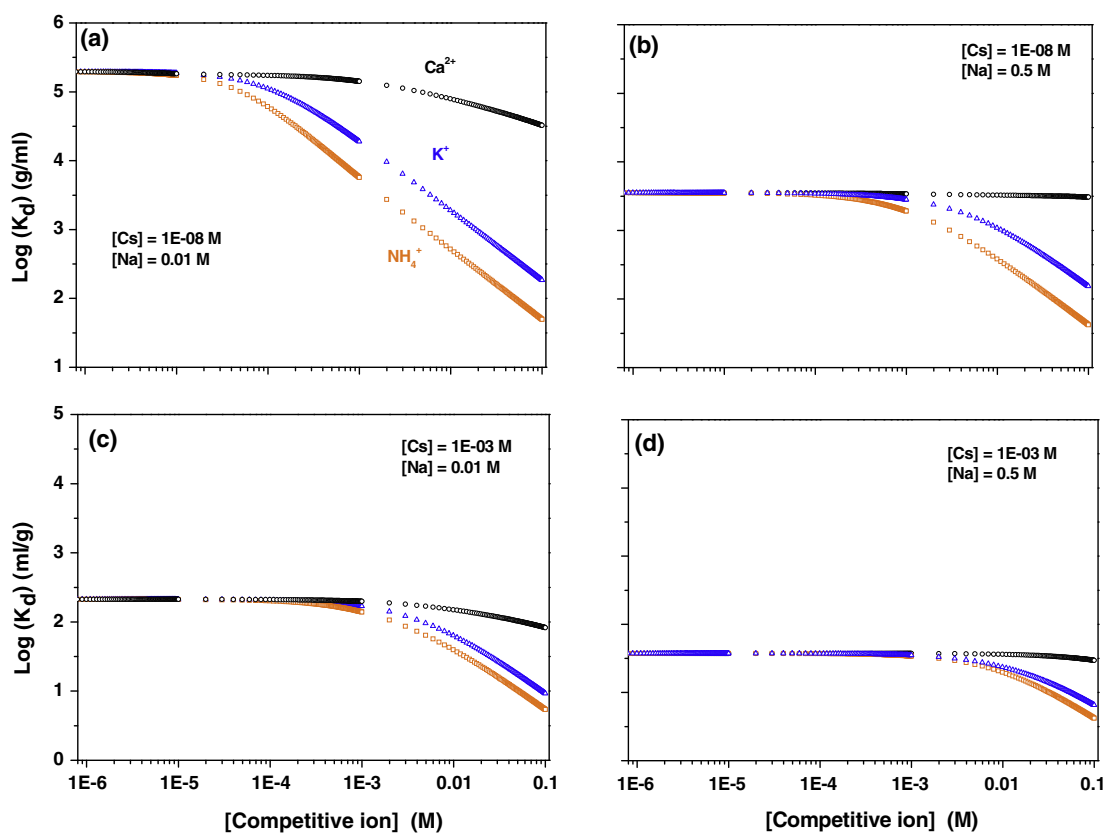 (a)
6
5
4
3
2
1
Log (K_d) (g/ml)
Ca²⁺
K⁺
NH₄⁺
[Cs] = 1E-08 M
[Na] = 0.01 M
(b)
[Cs] = 1E-08 M
[Na] = 0.5 M
(c)
5
4
3
2
1
0
Log (K_d) (ml/g)
[Cs] = 1E-03 M
[Na] = 0.01 M
1E-6 1E-5 1E-4 1E-3 0.01 0.1
[Competitive ion] (M)
(d)
[Cs] = 1E-03 M
[Na] = 0.5 M
1E-6 1E-5 1E-4 1E-3 0.01 0.1
[Competitive ion] (M)